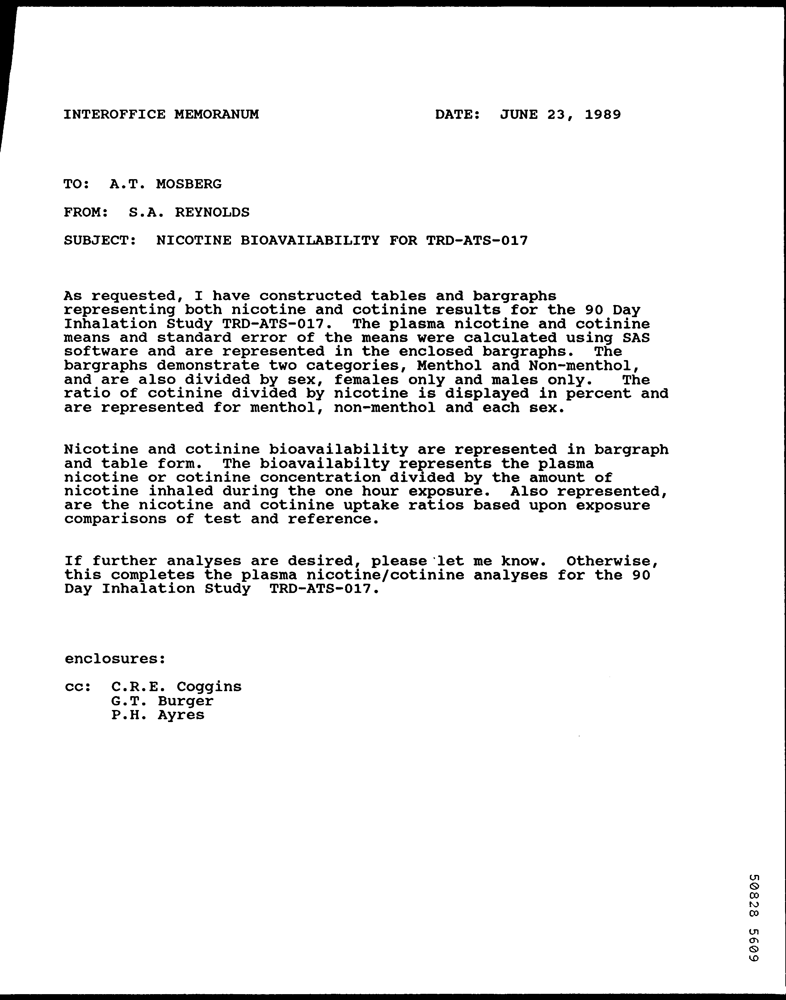 INTEROFFICE MEMORANUM DATE: JUNE 23, 1989
TO: A.T. MOSBERG
FROM: S.A. REYNOLDS
SUBJECT: NICOTINE BIOAVAILABILITY FOR TRD-ATS-017
As requested, I have constructed tables and bargraphs
representing both nicotine and cotinine results for the 90 Day
Inhalation Study TRD-ATS-017. The plasma nicotine and cotinine
means and standard error of the means were calculated using SAS
software and are represented in the enclosed bargraphs. The
bargraphs demonstrate two categories, Menthol and Non-menthol,
and are also divided by sex, females only and males only. The
ratio of cotinine divided by nicotine is displayed in percent and
are represented for menthol, non-menthol and each sex.
Nicotine and cotinine bioavailability are represented in bargraph
and table form. The bioavailabilty represents the plasma
nicotine or cotinine concentration divided by the amount of
nicotine inhaled during the one hour exposure. Also represented,
are the nicotine and cotinine uptake ratios based upon exposure
comparisons of test and reference.
If further analyses are desired, please let me know. Otherwise,
this completes the plasma nicotine/cotinine analyses for the 90
Day Inhalation Study TRD-ATS-017.
enclosures:
cc: C.R.E. Coggins
G.T. Burger
P.H. Ayres
50828 5609